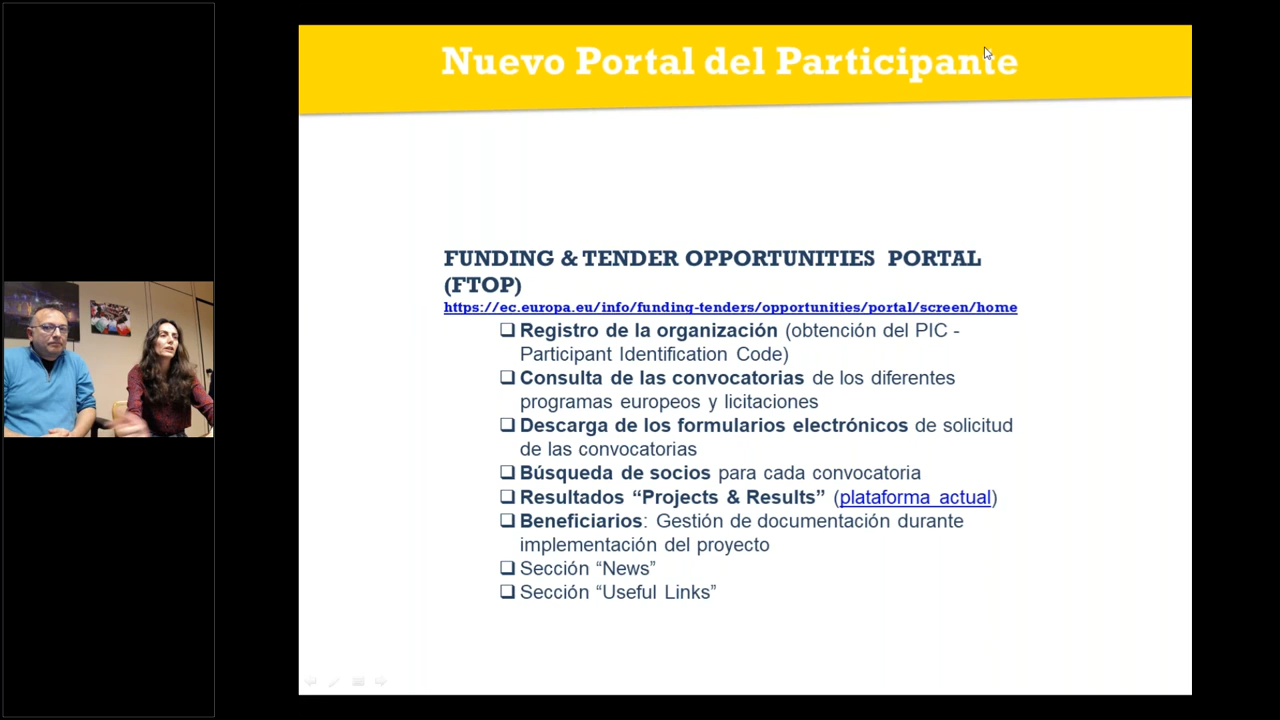 Nuevo Portal del Participante
FUNDING & TENDER OPPORTUNITIES PORTAL
(FTOP)
https://ec.europa.eu/info/funding-tenders/opportunities/portal/screen/home
❑ Registro de la organización (obtención del PIC -
Participant Identification Code)
❑ Consulta de las convocatorias de los diferentes
programas europeos y licitaciones
❑ Descarga de los formularios electrónicos de solicitud
de las convocatorias
❑ Búsqueda de socios para cada convocatoria
❑ Resultados “Projects & Results” (plataforma actual)
❑ Beneficiarios: Gestión de documentación durante
implementación del proyecto
❑ Sección “News”
❑ Sección “Useful Links”